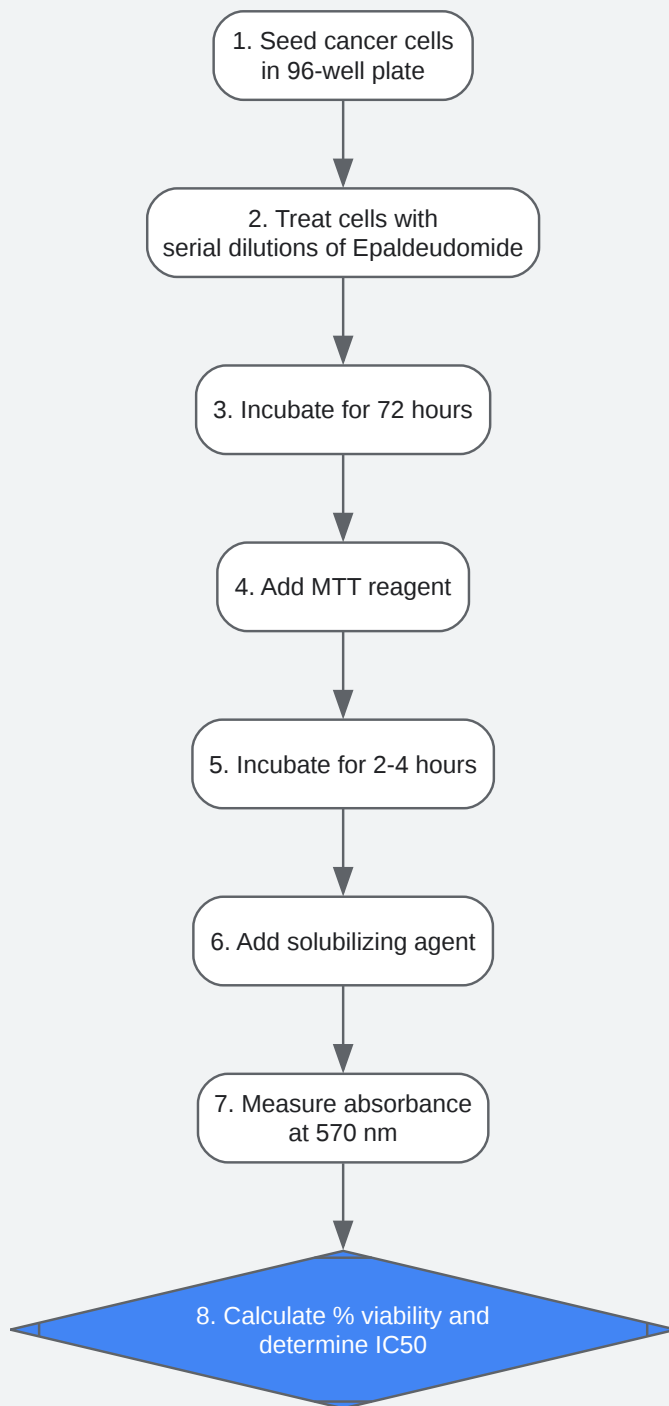 1. Seed cancer cells
in 96-well plate
2. Treat cells with
serial dilutions of Epaldeudomide
3. Incubate for 72 hours
4. Add MTT reagent
5. Incubate for 2-4 hours
6. Add solubilizing agent
7. Measure absorbance
at 570 nm
8. Calculate % viability and
determine IC50